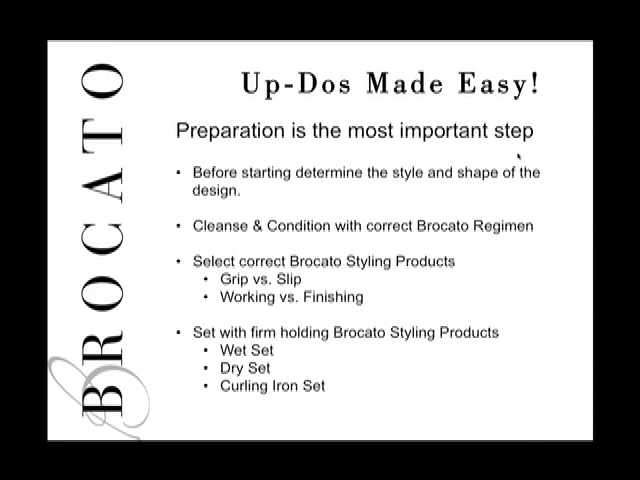 BROCATO
Up-Dos Made Easy!
Preparation is the most important step
• Before starting determine the style and shape of the
design.
• Cleanse & Condition with correct Brocato Regimen
• Select correct Brocato Styling Products
• Grip vs. Slip
• Working vs. Finishing
• Set with firm holding Brocato Styling Products
• Wet Set
• Dry Set
• Curling Iron Set